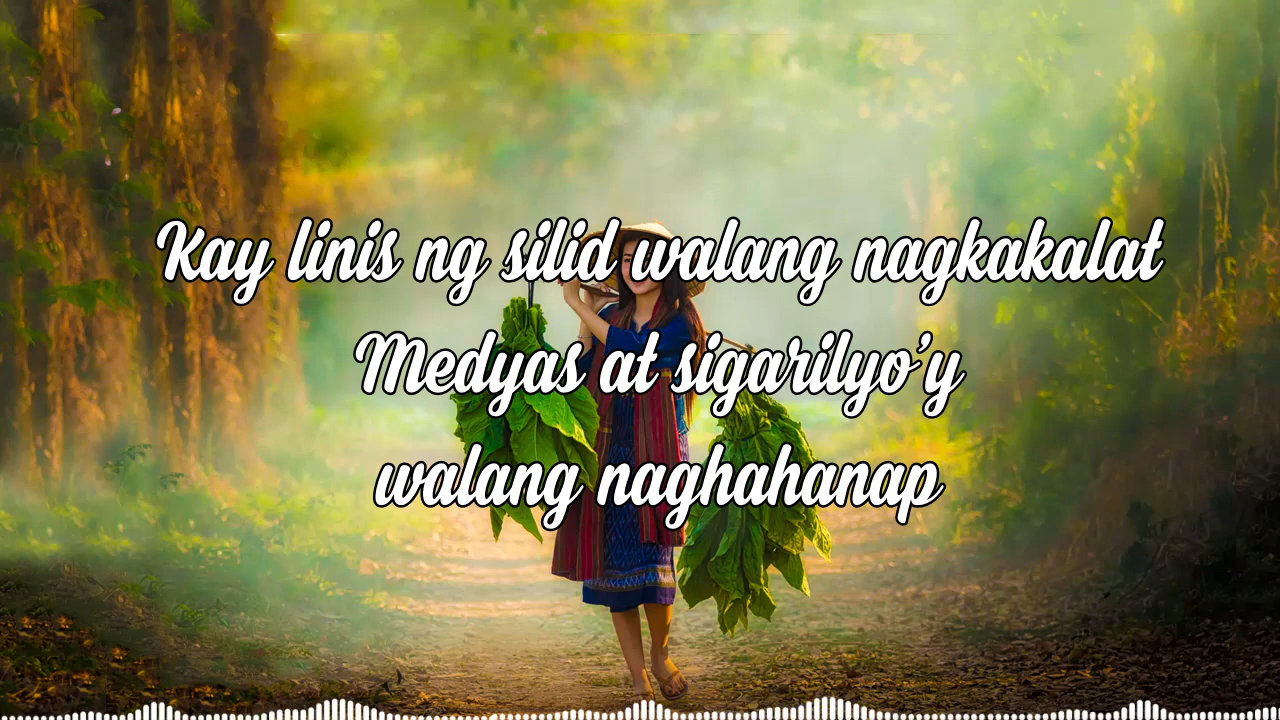 Kay linis ng silid walang nagkakalat
Medyas at sigarilyo’y
walang naghahanap